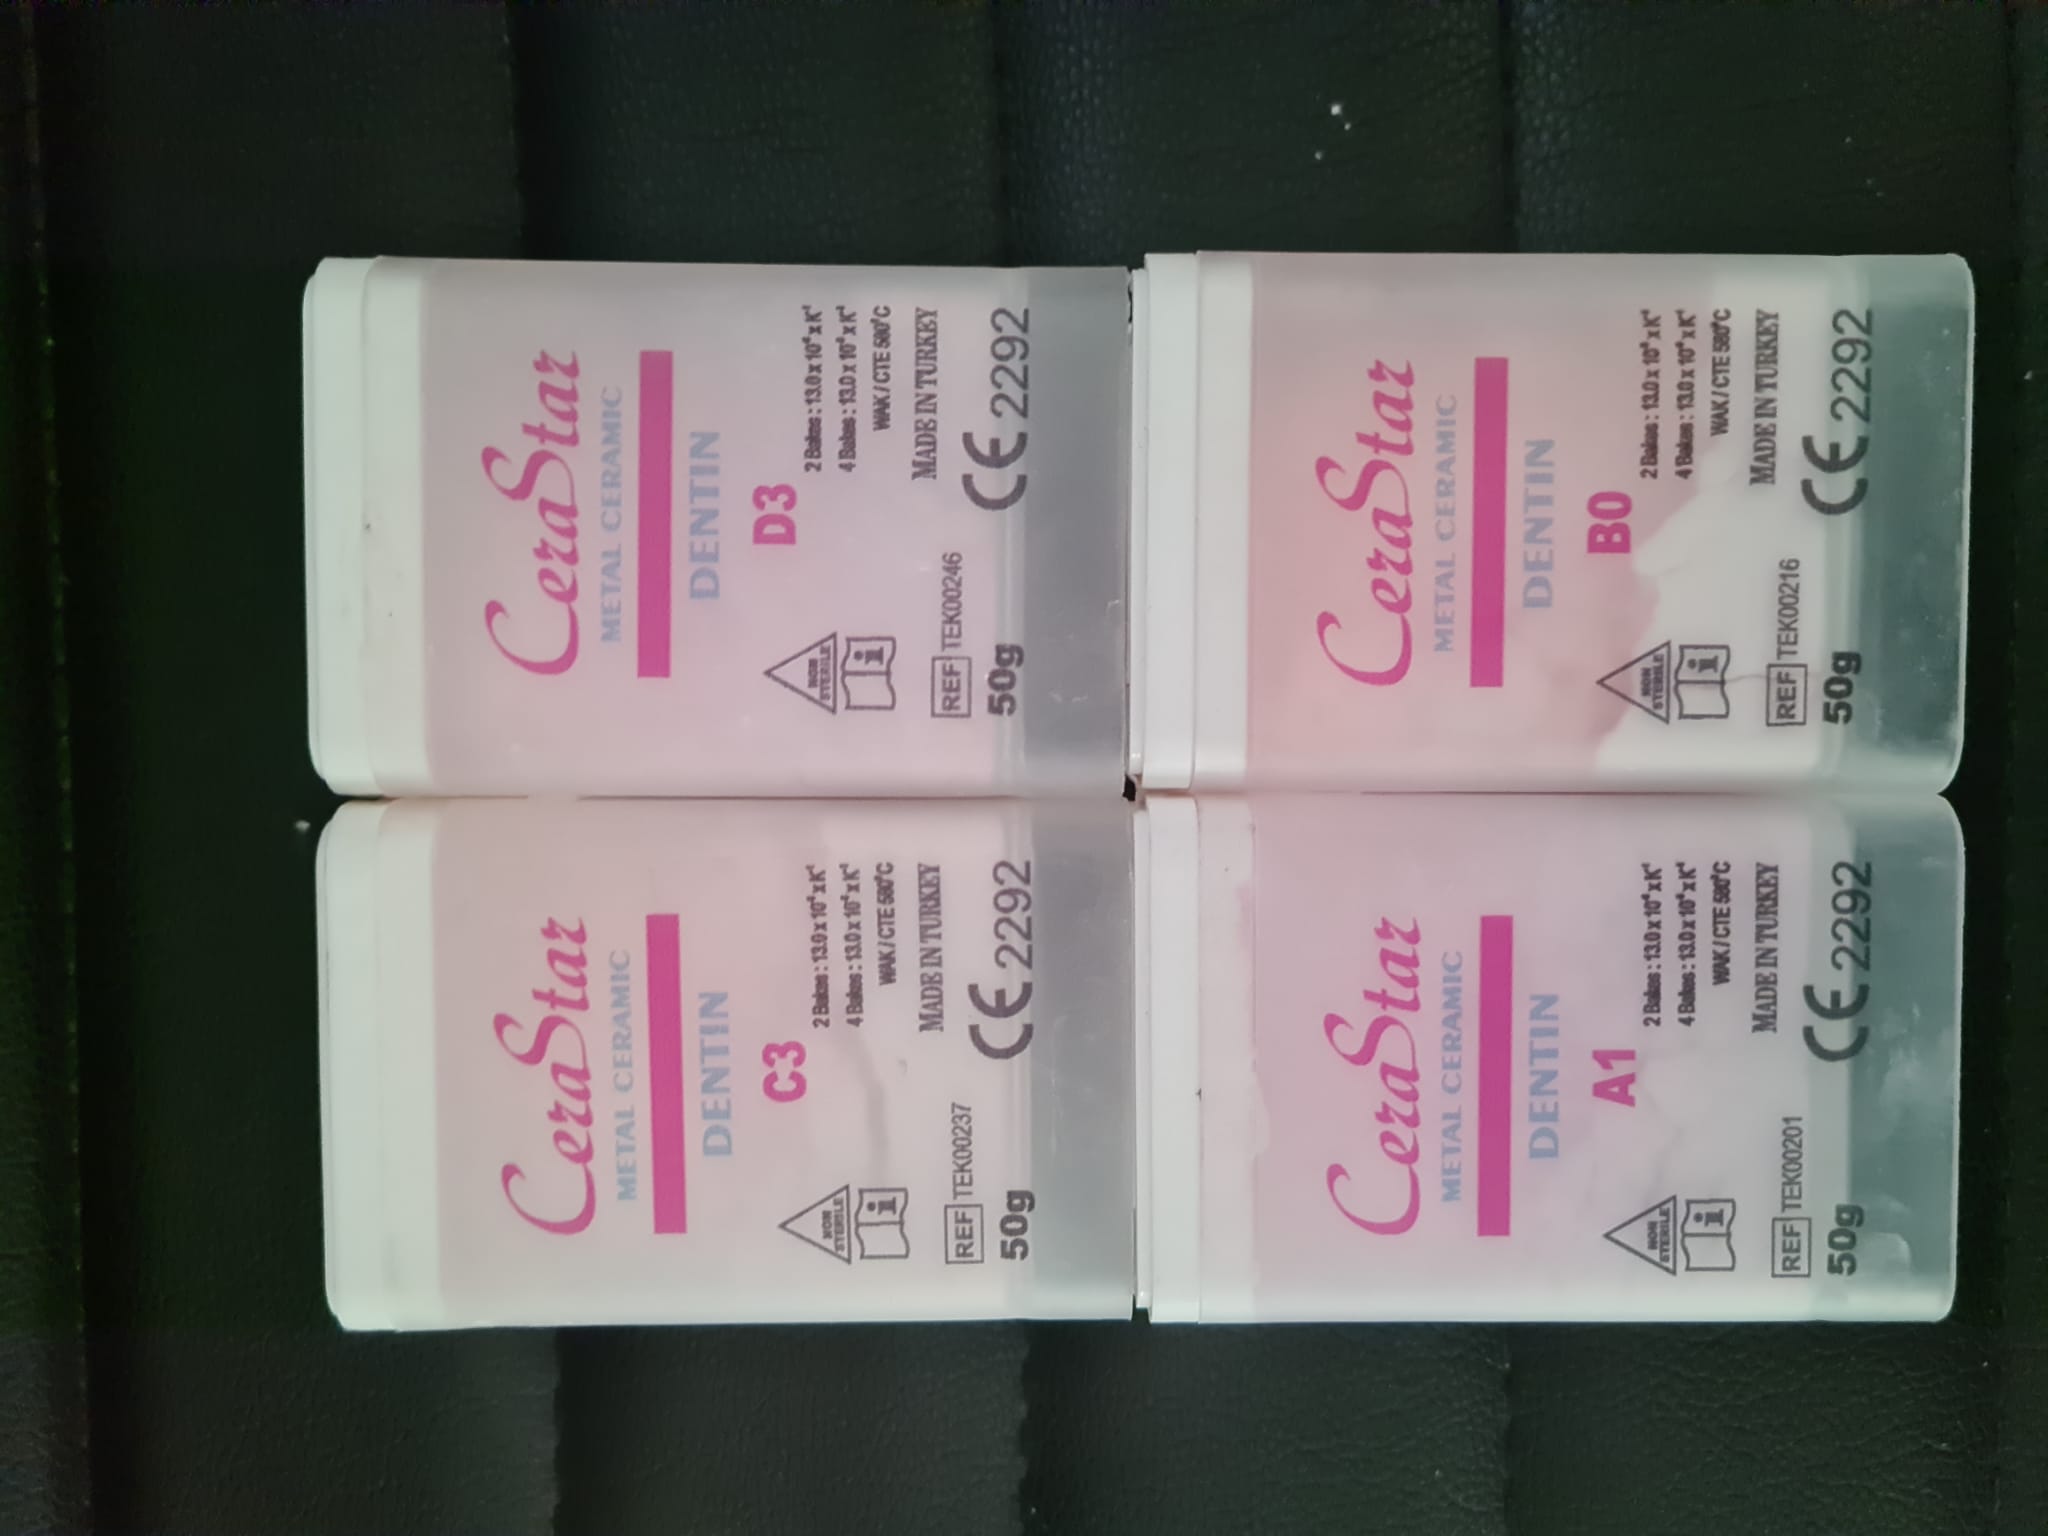 CeraStar
METAL CERAMIC
DENTIN
C3
NON
STERILE
i
2 Bakes : 13.0 x 10⁻⁶ x K⁻¹
4 Bakes : 13.0 x 10⁻⁶ x K⁻¹
WAK / CTE 580°C
REF TEK00237
MADE IN TURKEY
50g
CE 2292
CeraStar
METAL CERAMIC
DENTIN
D3
NON
STERILE
i
2 Bakes : 13.0 x 10⁻⁶ x K⁻¹
4 Bakes : 13.0 x 10⁻⁶ x K⁻¹
WAK / CTE 580°C
REF TEK00246
MADE IN TURKEY
50g
CE 2292
CeraStar
METAL CERAMIC
DENTIN
A1
NON
STERILE
i
2 Bakes : 13.0 x 10⁻⁶ x K⁻¹
4 Bakes : 13.0 x 10⁻⁶ x K⁻¹
WAK / CTE 580°C
REF TEK00201
MADE IN TURKEY
50g
CE 2292
CeraStar
METAL CERAMIC
DENTIN
B0
NON
STERILE
i
2 Bakes : 13.0 x 10⁻⁶ x K⁻¹
4 Bakes : 13.0 x 10⁻⁶ x K⁻¹
WAK / CTE 580°C
REF TEK00216
MADE IN TURKEY
50g
CE 2292